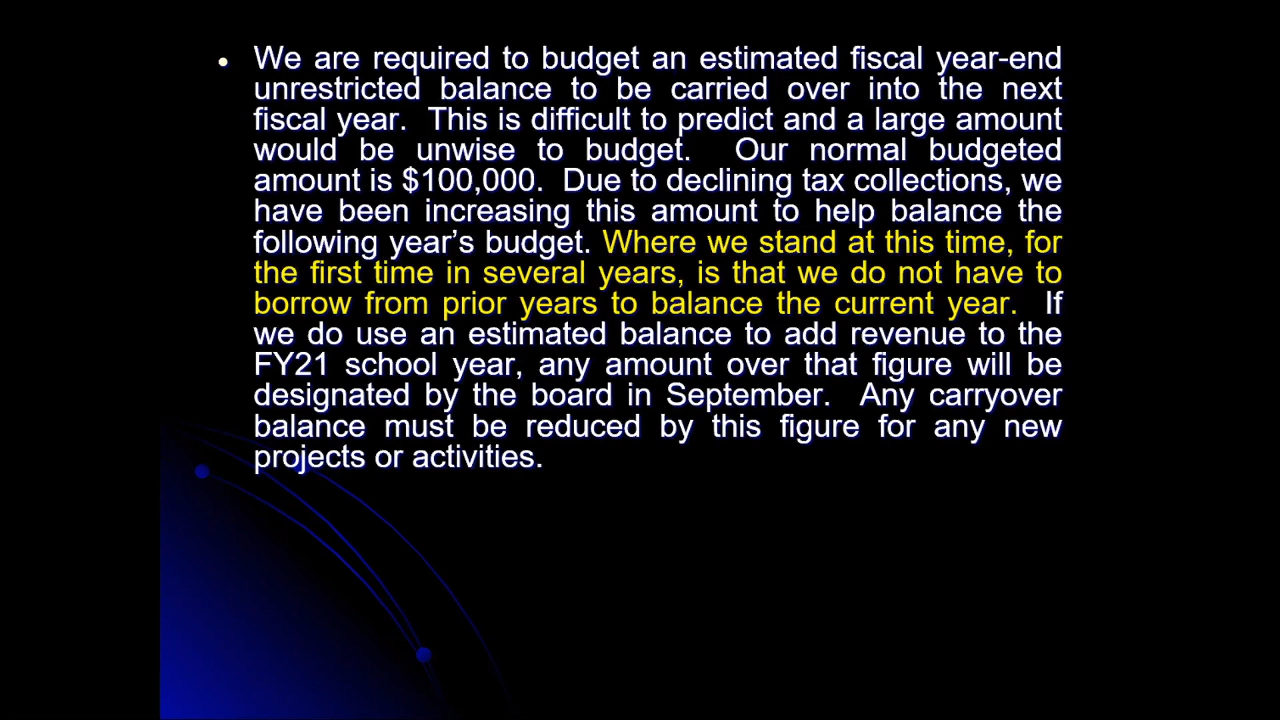 • We are required to budget an estimated fiscal year-end
unrestricted balance to be carried over into the next
fiscal year. This is difficult to predict and a large amount
would be unwise to budget. Our normal budgeted
amount is $100,000. Due to declining tax collections, we
have been increasing this amount to help balance the
following year’s budget. Where we stand at this time, for
the first time in several years, is that we do not have to
borrow from prior years to balance the current year. If
we do use an estimated balance to add revenue to the
FY21 school year, any amount over that figure will be
designated by the board in September. Any carryover
balance must be reduced by this figure for any new
projects or activities.